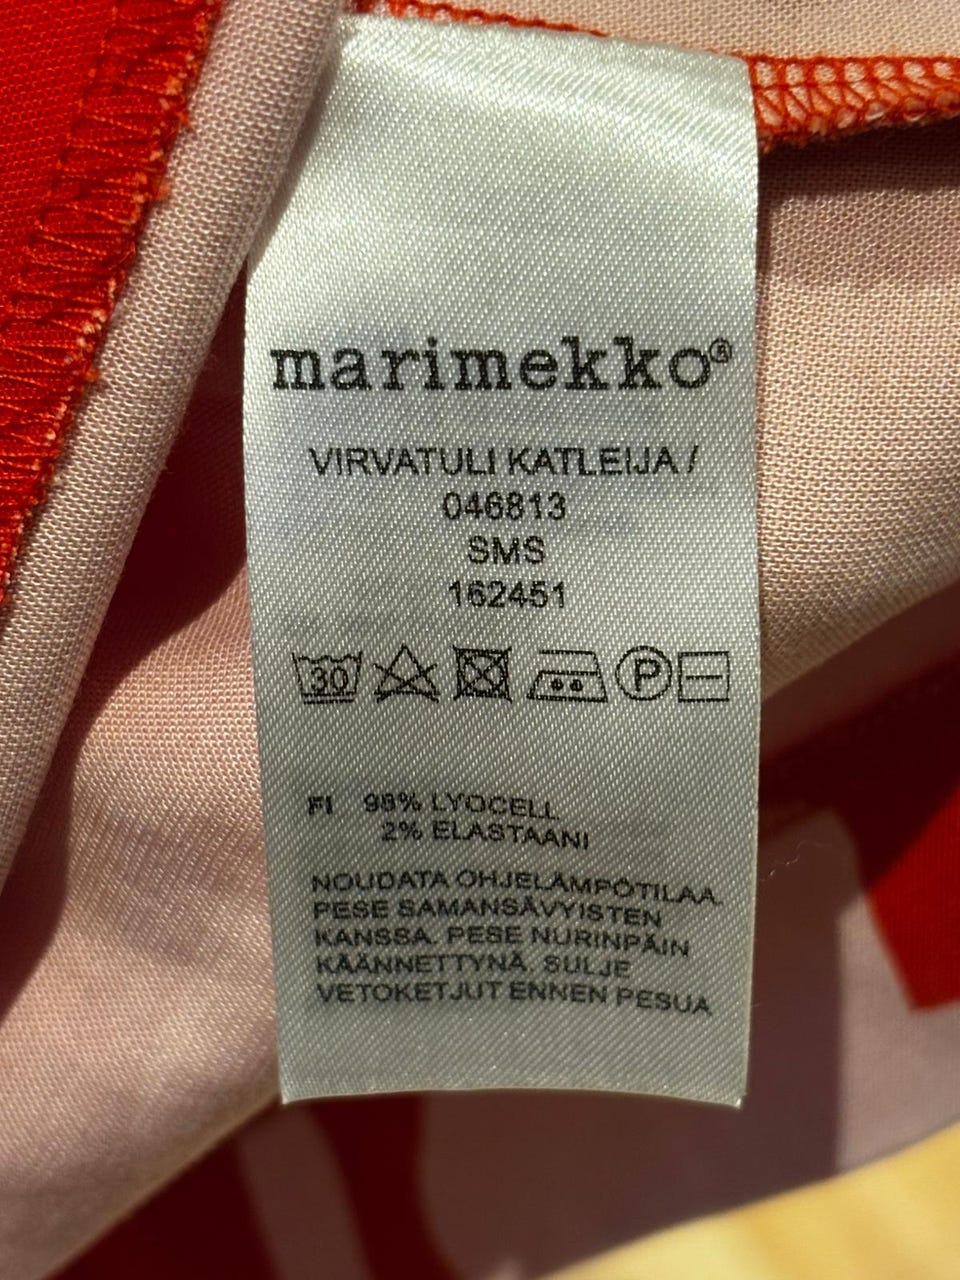 marimekko®
VIRVATULI KATLEIJA /
046813
SMS
162451
30 P
FI 98% LYOCELL
2% ELASTAANI
NOUDATA OHJELÄMPÖTILAA.
PESE SAMANSÄVYISTEN
KANSSA. PESE NURINPÄIN
KÄÄNNETTYNÄ. SULJE
VETOKETJUT ENNEN PESUA